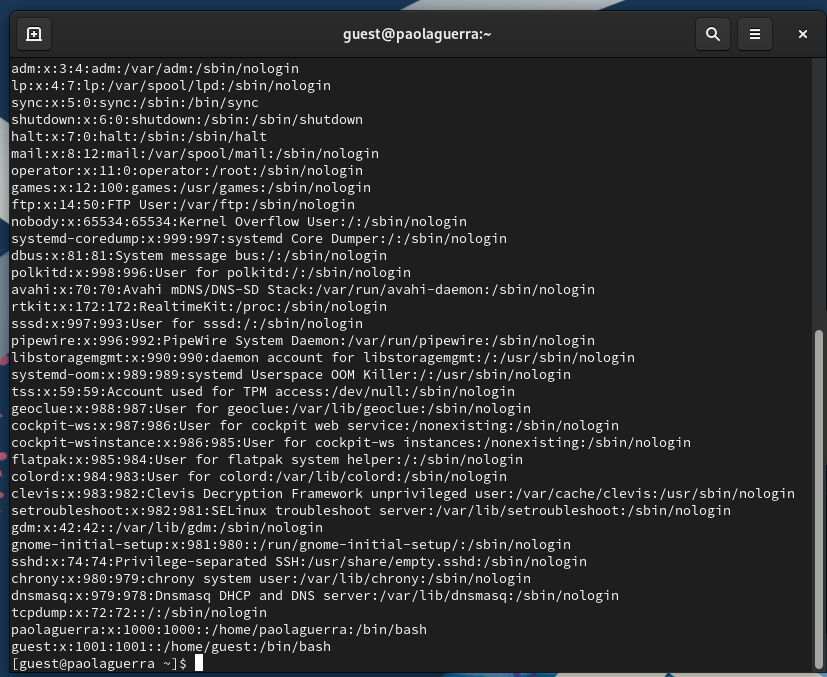 guest@paolaguerra:~
adm:x:3:4:adm:/var/adm:/sbin/nologin
lp:x:4:7:lp:/var/spool/lpd:/sbin/nologin
sync:x:5:0:sync:/sbin:/bin/sync
shutdown:x:6:0:shutdown:/sbin:/sbin/shutdown
halt:x:7:0:halt:/sbin:/sbin/halt
mail:x:8:12:mail:/var/spool/mail:/sbin/nologin
operator:x:11:0:operator:/root:/sbin/nologin
games:x:12:100:games:/usr/games:/sbin/nologin
ftp:x:14:50:FTP User:/var/ftp:/sbin/nologin
nobody:x:65534:65534:Kernel Overflow User:/:/sbin/nologin
systemd-coredump:x:999:997:systemd Core Dumper:/:/sbin/nologin
dbus:x:81:81:System message bus:/:/sbin/nologin
polkitd:x:998:996:User for polkitd:/:/sbin/nologin
avahi:x:70:70:Avahi mDNS/DNS-SD Stack:/var/run/avahi-daemon:/sbin/nologin
rtkit:x:172:172:RealtimeKit:/proc:/sbin/nologin
sssd:x:997:993:User for sssd:/:/sbin/nologin
pipewire:x:996:992:PipeWire System Daemon:/var/run/pipewire:/sbin/nologin
libstoragemgmt:x:990:990:daemon account for libstoragemgmt:/:/usr/sbin/nologin
systemd-oom:x:989:989:systemd Userspace OOM Killer:/:/usr/sbin/nologin
tss:x:59:59:Account used for TPM access:/dev/null:/sbin/nologin
geoclue:x:988:987:User for geoclue:/var/lib/geoclue:/sbin/nologin
cockpit-ws:x:987:986:User for cockpit web service:/nonexisting:/sbin/nologin
cockpit-wsinstance:x:986:985:User for cockpit-ws instances:/nonexisting:/sbin/nologin
flatpak:x:985:984:User for flatpak system helper:/:/sbin/nologin
colord:x:984:983:User for colord:/var/lib/colord:/sbin/nologin
clevis:x:983:982:Clevis Decryption Framework unprivileged user:/var/cache/clevis:/usr/sbin/nologin
setroubleshoot:x:982:981:SELinux troubleshoot server:/var/lib/setroubleshoot:/sbin/nologin
gdm:x:42:42::/var/lib/gdm:/sbin/nologin
gnome-initial-setup:x:981:980::/run/gnome-initial-setup/:/sbin/nologin
sshd:x:74:74:Privilege-separated SSH:/usr/share/empty.sshd:/sbin/nologin
chrony:x:980:979:chrony system user:/var/lib/chrony:/sbin/nologin
dnsmasq:x:979:978:Dnsmasq DHCP and DNS server:/var/lib/dnsmasq:/sbin/nologin
tcpdump:x:72:72::/:/sbin/nologin
paolaguerra:x:1000:1000::/home/paolaguerra:/bin/bash
guest:x:1001:1001::/home/guest:/bin/bash
[guest@paolaguerra ~]$